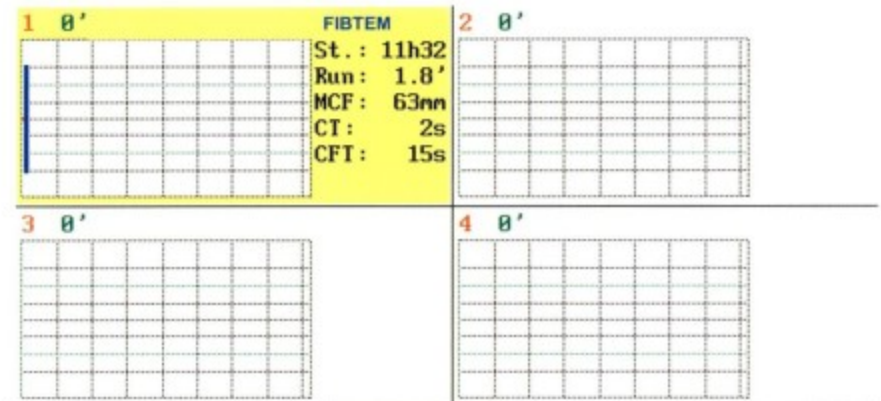 1 0' FIBTEM
St.: 11h32
Run: 1.8'
MCF: 63mm
CT: 2s
CFT: 15s
2 0'
3 0'
4 0'